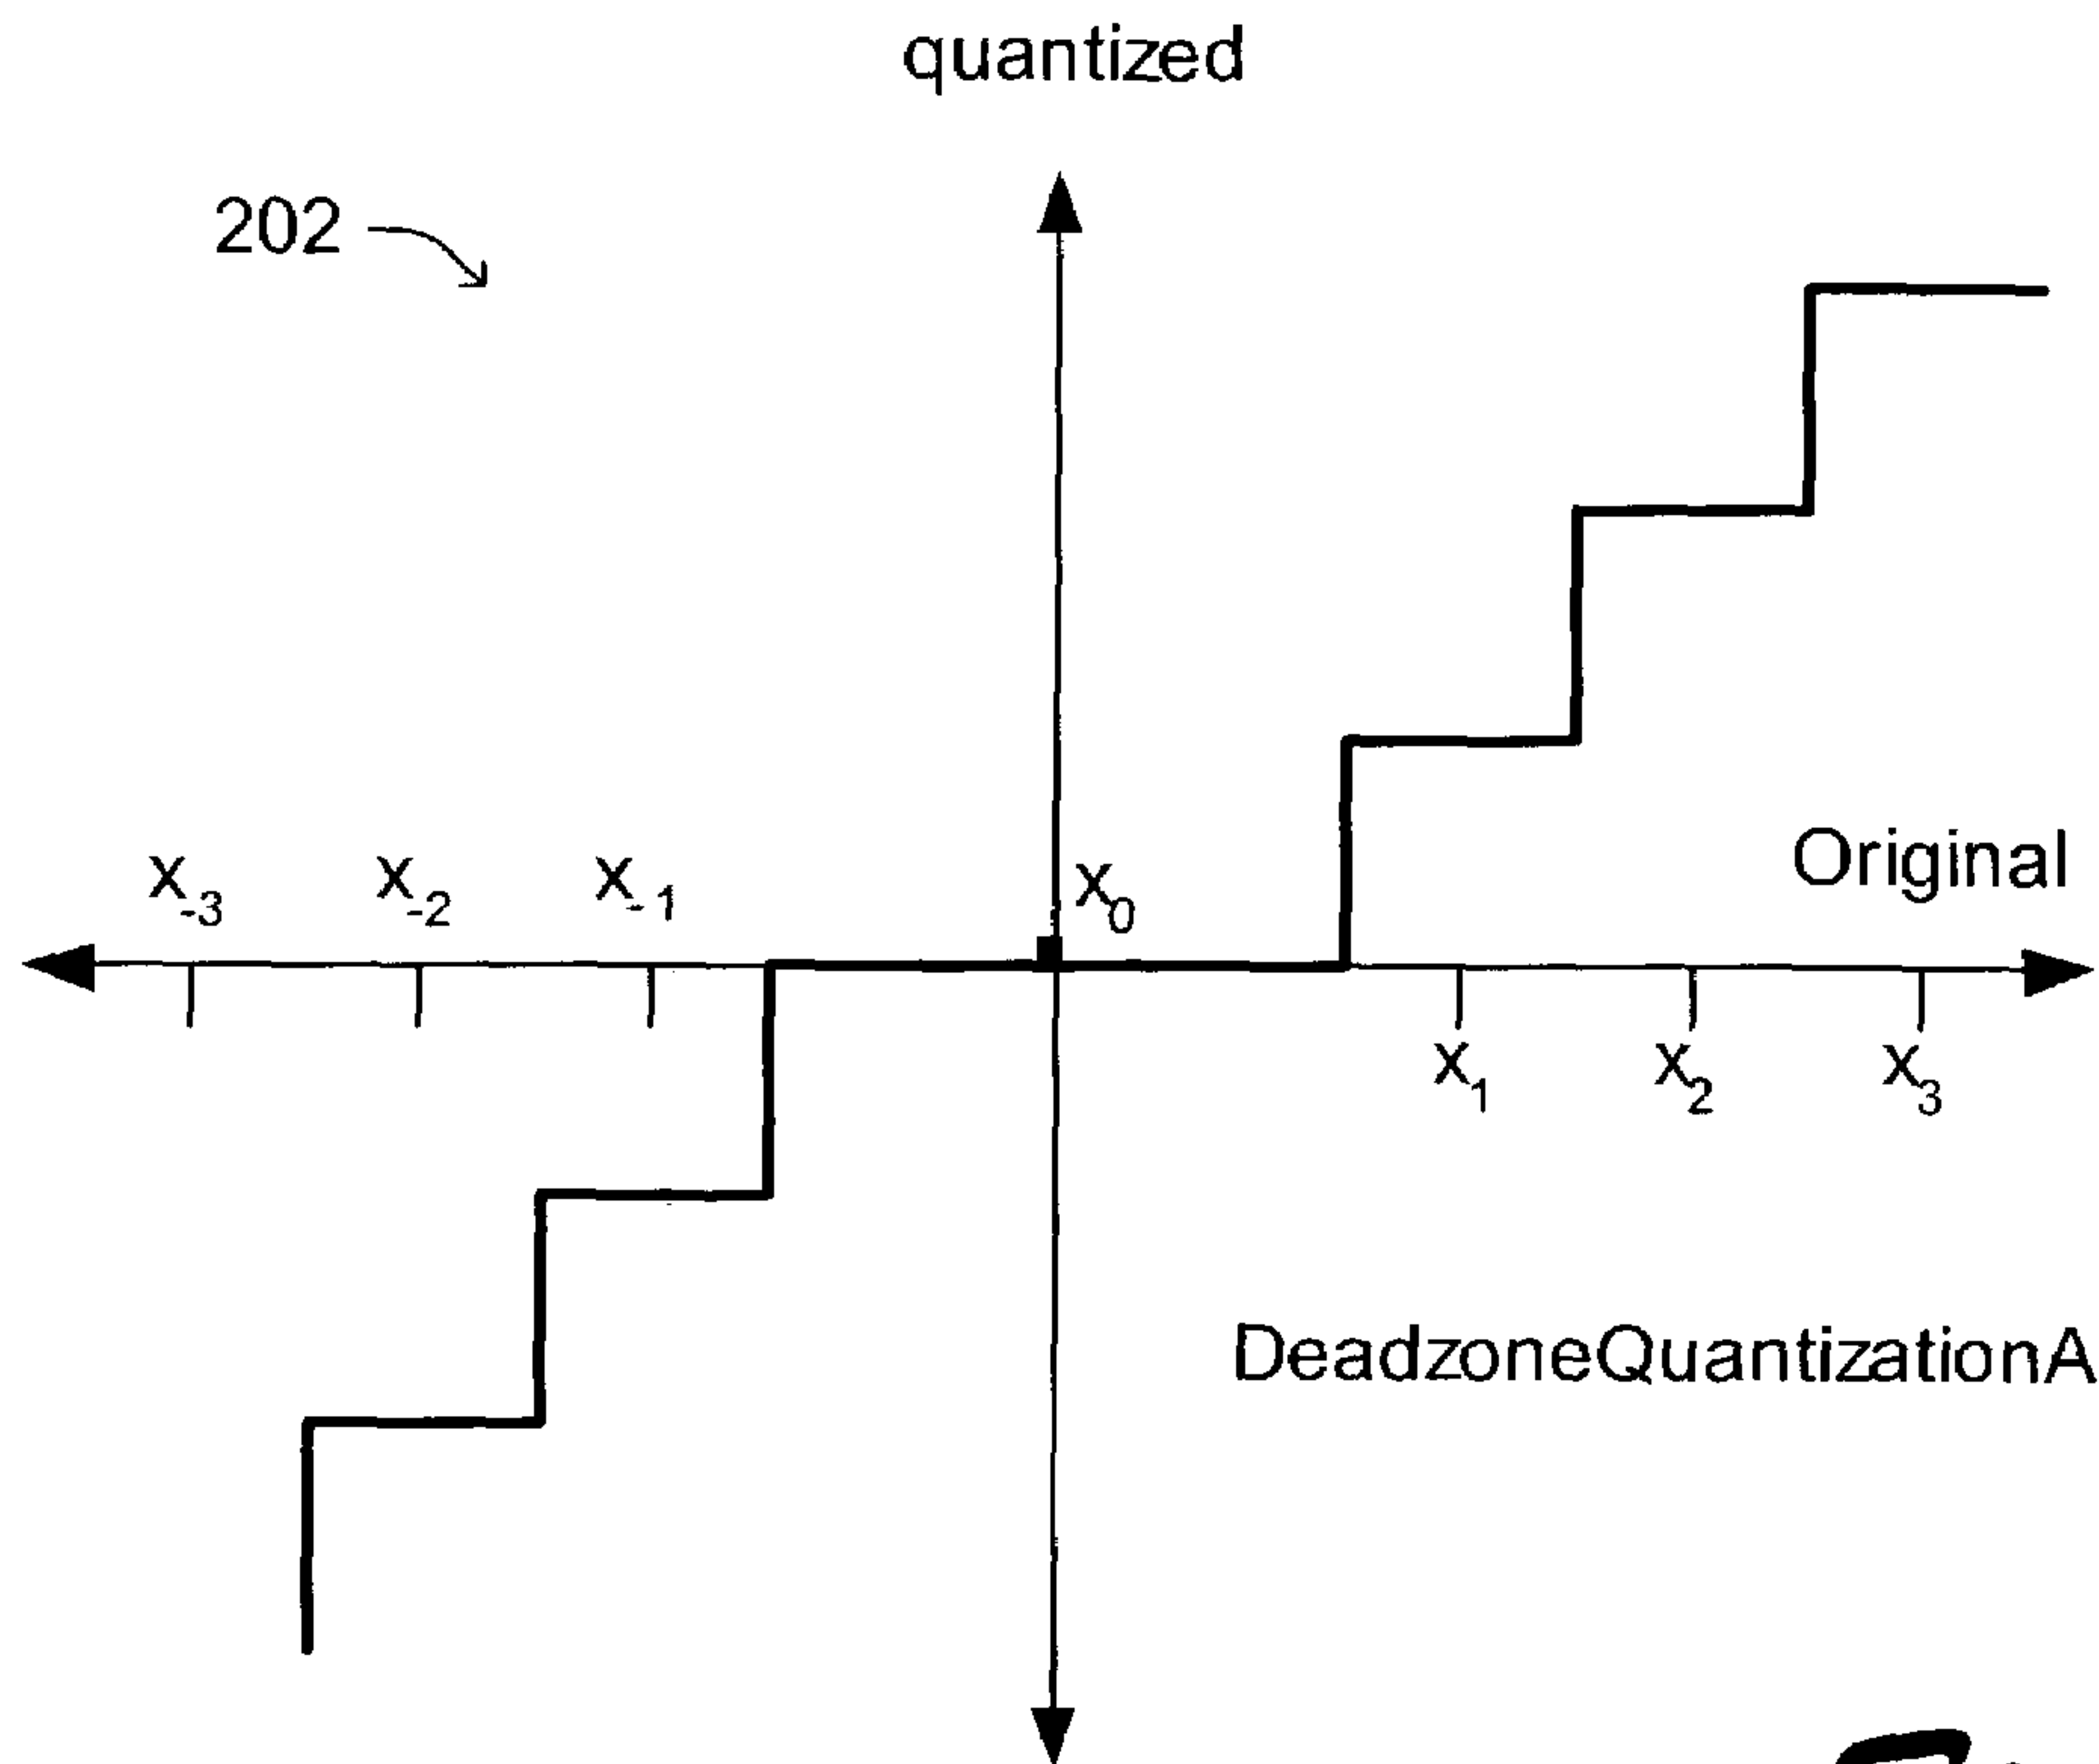 quantized
202
Original
x-3 x-2 x-1 x0
x1 x2 x3
DeadzoneQuantizationA